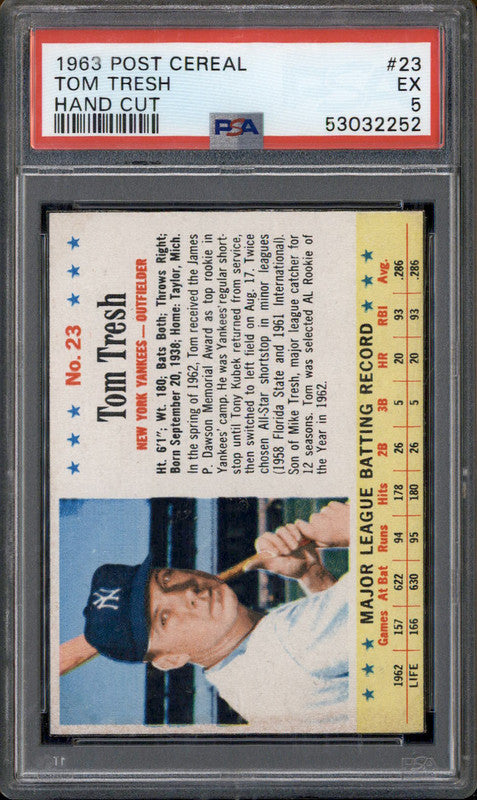 1963 POST CEREAL #23
TOM TRESH EX
HAND CUT 5
PSA 53032252
★ ★ ★ No. 23 ★ ★ ★
Tom Tresh
NEW YORK YANKEES—OUTFIELDER
Ht. 6'1"; Wt. 180; Bats Both; Throws Right;
Born September 20, 1938; Home: Taylor, Mich.
In the spring of 1962, Tom received the James
P. Dawson Memorial Award as top rookie in
Yankees' camp. He was Yankees' regular short-
stop until Tony Kubek returned from service,
then switched to left field on Aug. 17. Twice
chosen All-Star shortstop in minor leagues
(1958 Florida State and 1961 International).
Son of Mike Tresh, major league catcher for
12 seasons. Tom was selected AL Rookie of
the Year in 1962.
NY
★ ★ ★ MAJOR LEAGUE BATTING RECORD ★ ★ ★
Games At Bat Runs Hits 2B 3B HR RBI Avg.
1962 157 622 94 178 26 5 20 93 .286
LIFE 166 630 95 180 26 5 20 93 .286
PSA